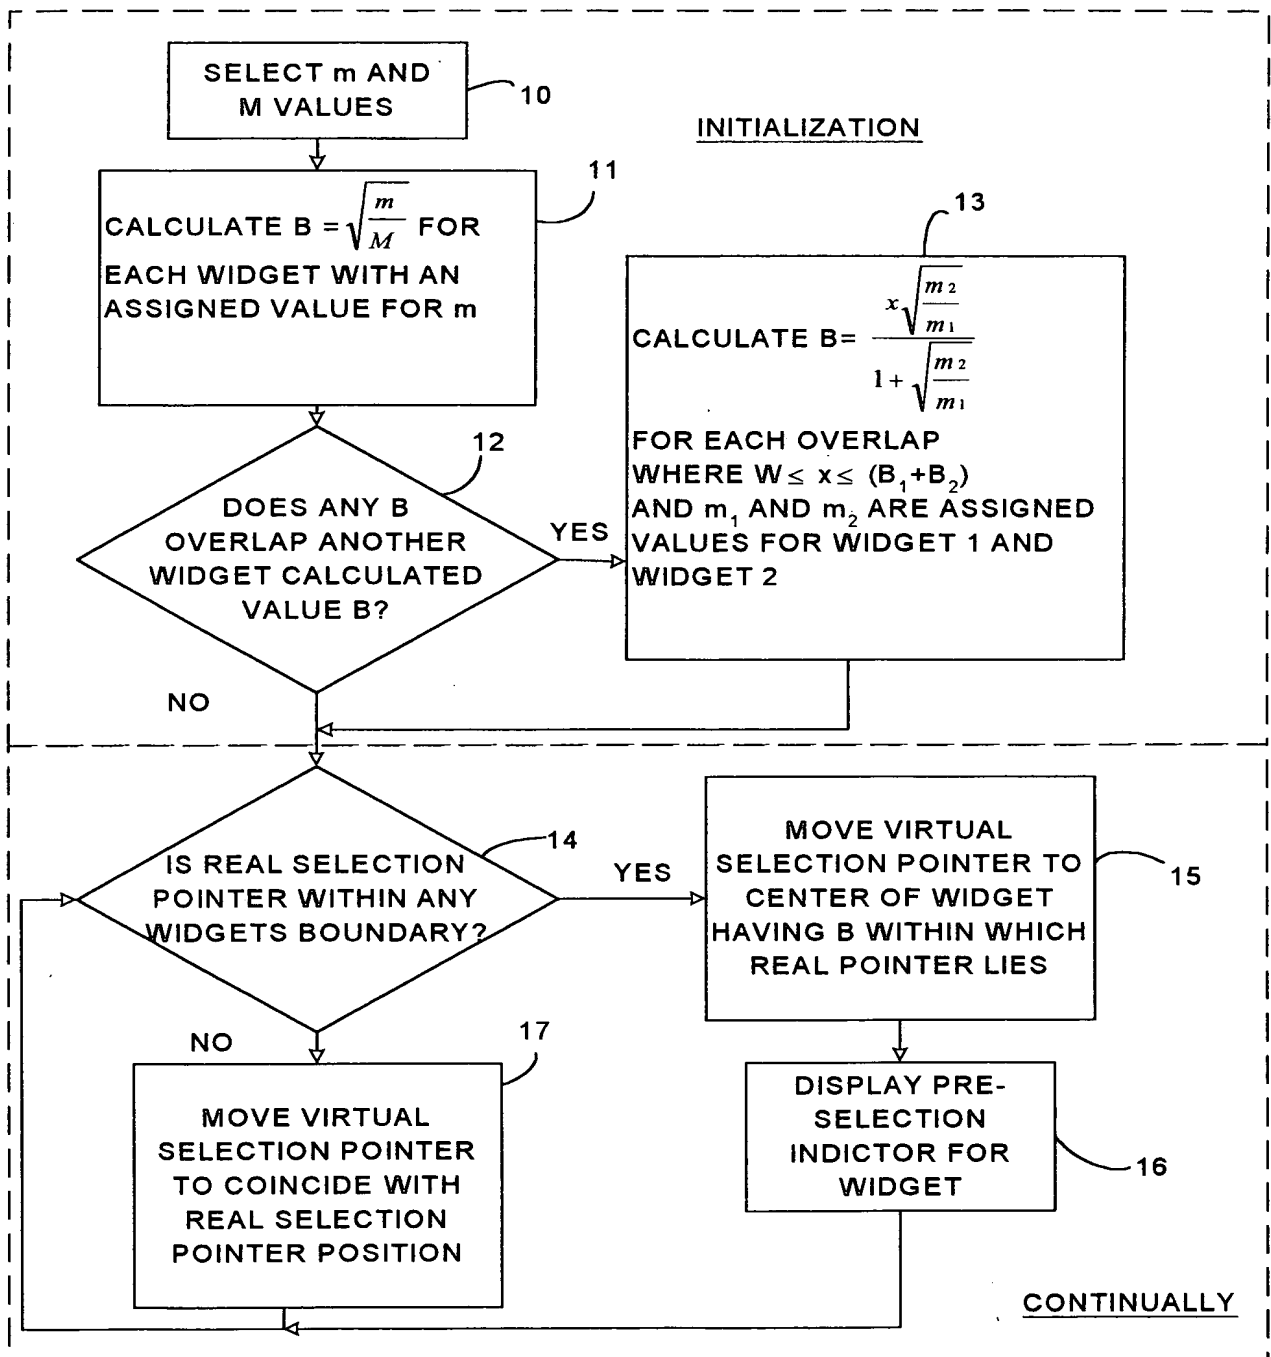 SELECT m AND
M VALUES
10
INITIALIZATION
11
CALCULATE B = √(m/M) FOR
EACH WIDGET WITH AN
ASSIGNED VALUE FOR m
13
CALCULATE B= x√(m₂/m₁) / (1 + √(m₂/m₁))
FOR EACH OVERLAP
WHERE W ≤ x ≤ (B₁+B₂)
AND m₁ AND m₂ ARE ASSIGNED
VALUES FOR WIDGET 1 AND
WIDGET 2
12
DOES ANY B
OVERLAP ANOTHER
WIDGET CALCULATED
VALUE B?
YES
NO
14
IS REAL SELECTION
POINTER WITHIN ANY
WIDGETS BOUNDARY?
YES
MOVE VIRTUAL
SELECTION POINTER TO
CENTER OF WIDGET
HAVING B WITHIN WHICH
REAL POINTER LIES
15
NO
17
MOVE VIRTUAL
SELECTION POINTER
TO COINCIDE WITH
REAL SELECTION
POINTER POSITION
DISPLAY PRE-
SELECTION
INDICTOR FOR
WIDGET
16
CONTINUALLY